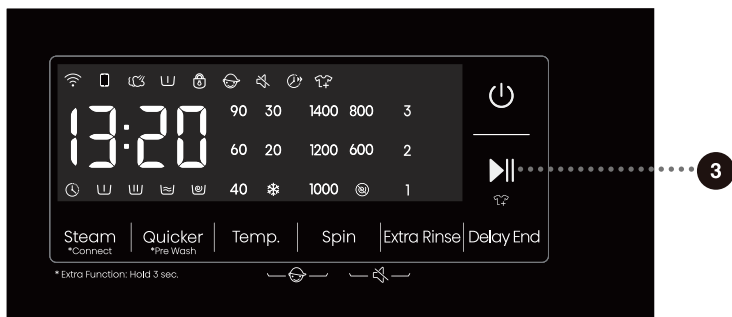 90 30 1400 800 3
13:20
60 20 1200 600 2
3
40 1000 1
Steam Quicker Temp. Spin Extra Rinse Delay End
*Connect *Pre Wash
* Extra Function: Hold 3 sec.